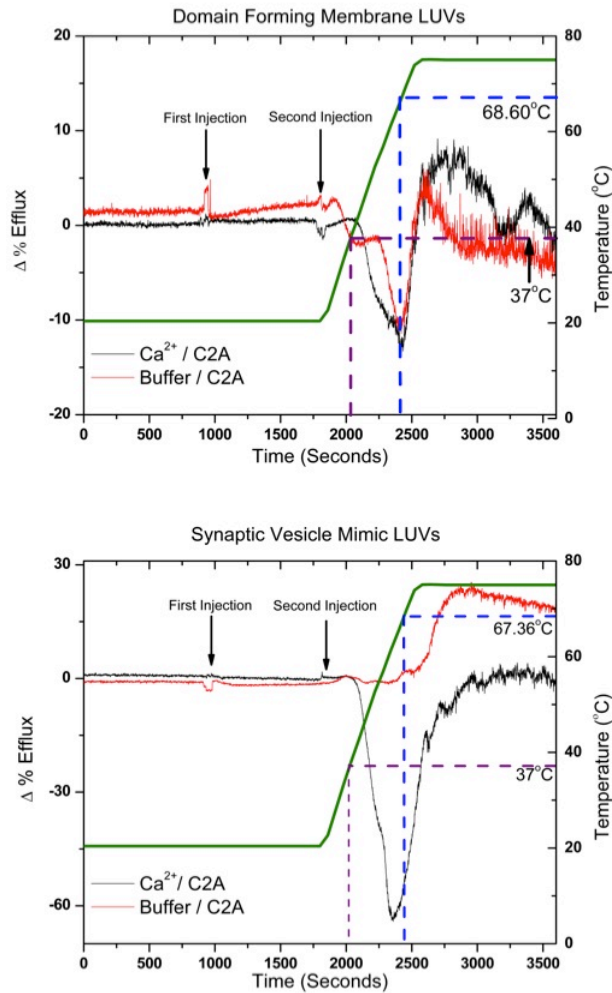 Domain Forming Membrane LUVs
20
10
0
-10
-20
Δ % Efflux
First Injection
Second Injection
68.60°C
37°C
Ca²⁺ / C2A
Buffer / C2A
80
60
40
20
0
Temperature (°C)
0 500 1000 1500 2000 2500 3000 3500
Time (Seconds)
Synaptic Vesicle Mimic LUVs
30
0
-30
-60
Δ % Efflux
First Injection
Second Injection
67.36°C
37°C
Ca²⁺/ C2A
Buffer / C2A
80
60
40
20
0
Temperature (°C)
0 500 1000 1500 2000 2500 3000 3500
Time (Seconds)